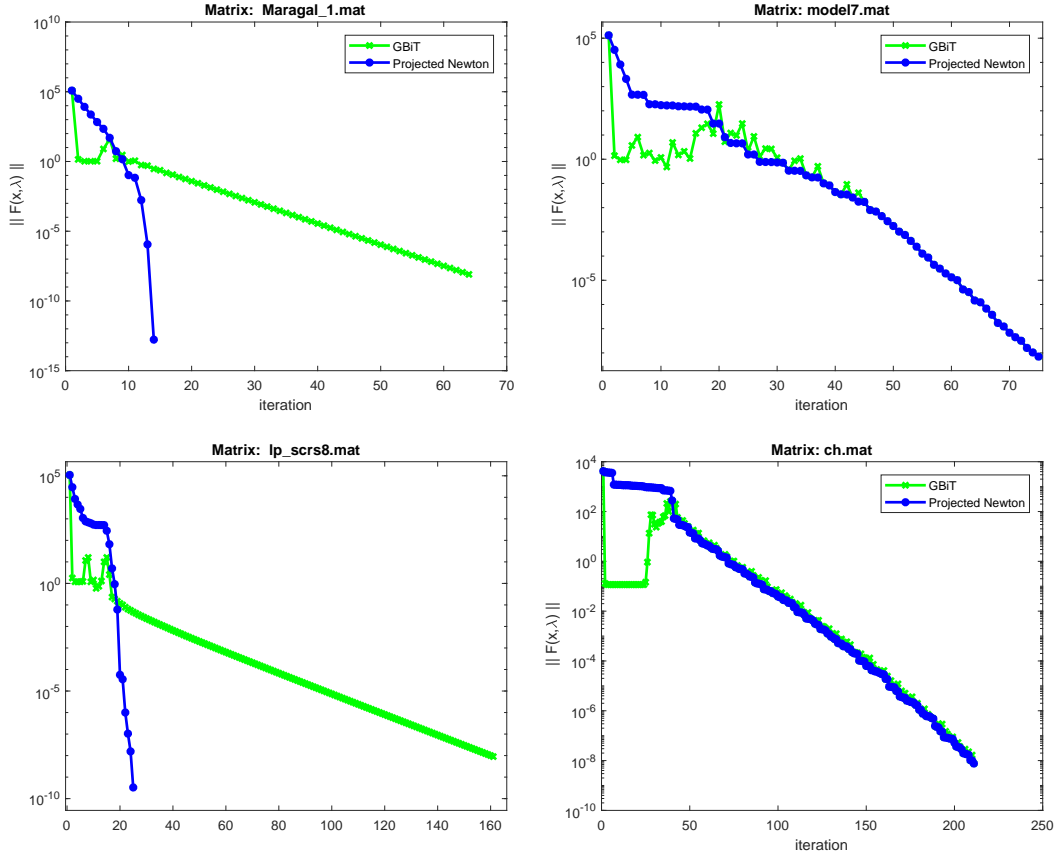 Matrix: Maragal_1.mat
10^10
10^5
10^0
10^-5
10^-10
10^-15
|| F(x,λ) ||
GBiT
Projected Newton
0 10 20 30 40 50 60 70
iteration
Matrix: model7.mat
10^5
10^0
10^-5
|| F(x,λ) ||
GBiT
Projected Newton
0 10 20 30 40 50 60 70
iteration
Matrix: lp_scrs8.mat
10^5
10^0
10^-5
10^-10
0 20 40 60 80 100 120 140 160
Matrix: ch.mat
10^4
10^2
10^0
10^-2
10^-4
10^-6
10^-8
10^-10
|| F(x,λ) ||
GBiT
Projected Newton
0 50 100 150 200 250
iteration